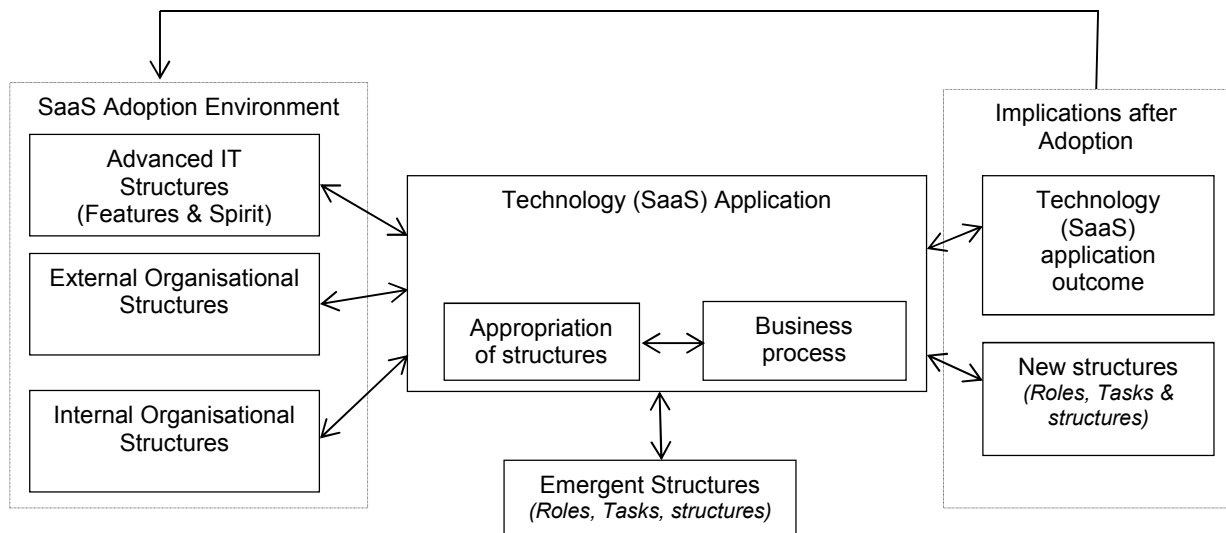 SaaS Adoption Environment
Advanced IT
Structures
(Features & Spirit)
External Organisational
Structures
Internal Organisational
Structures
Technology (SaaS) Application
Appropriation
of structures
Business
process
Emergent Structures
(Roles, Tasks, structures)
Implications after
Adoption
Technology
(SaaS)
application
outcome
New structures
(Roles, Tasks &
structures)